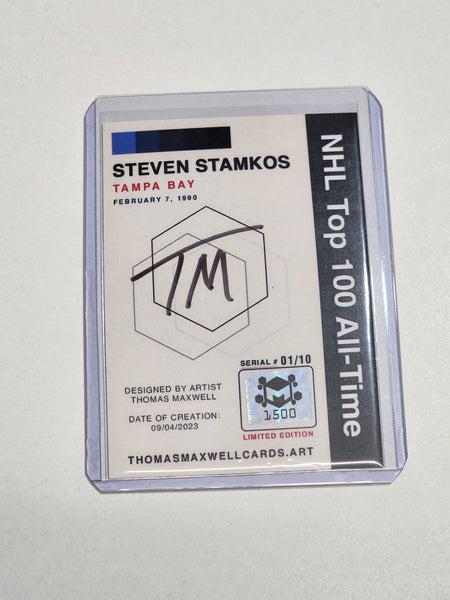 STEVEN STAMKOS
TAMPA BAY
FEBRUARY 7, 1990
TM
SERIAL # 01/10
1500
LIMITED EDITION
DESIGNED BY ARTIST
THOMAS MAXWELL
DATE OF CREATION:
09/04/2023
THOMASMAXWELLCARDS.ART
NHL Top 100 All-Time